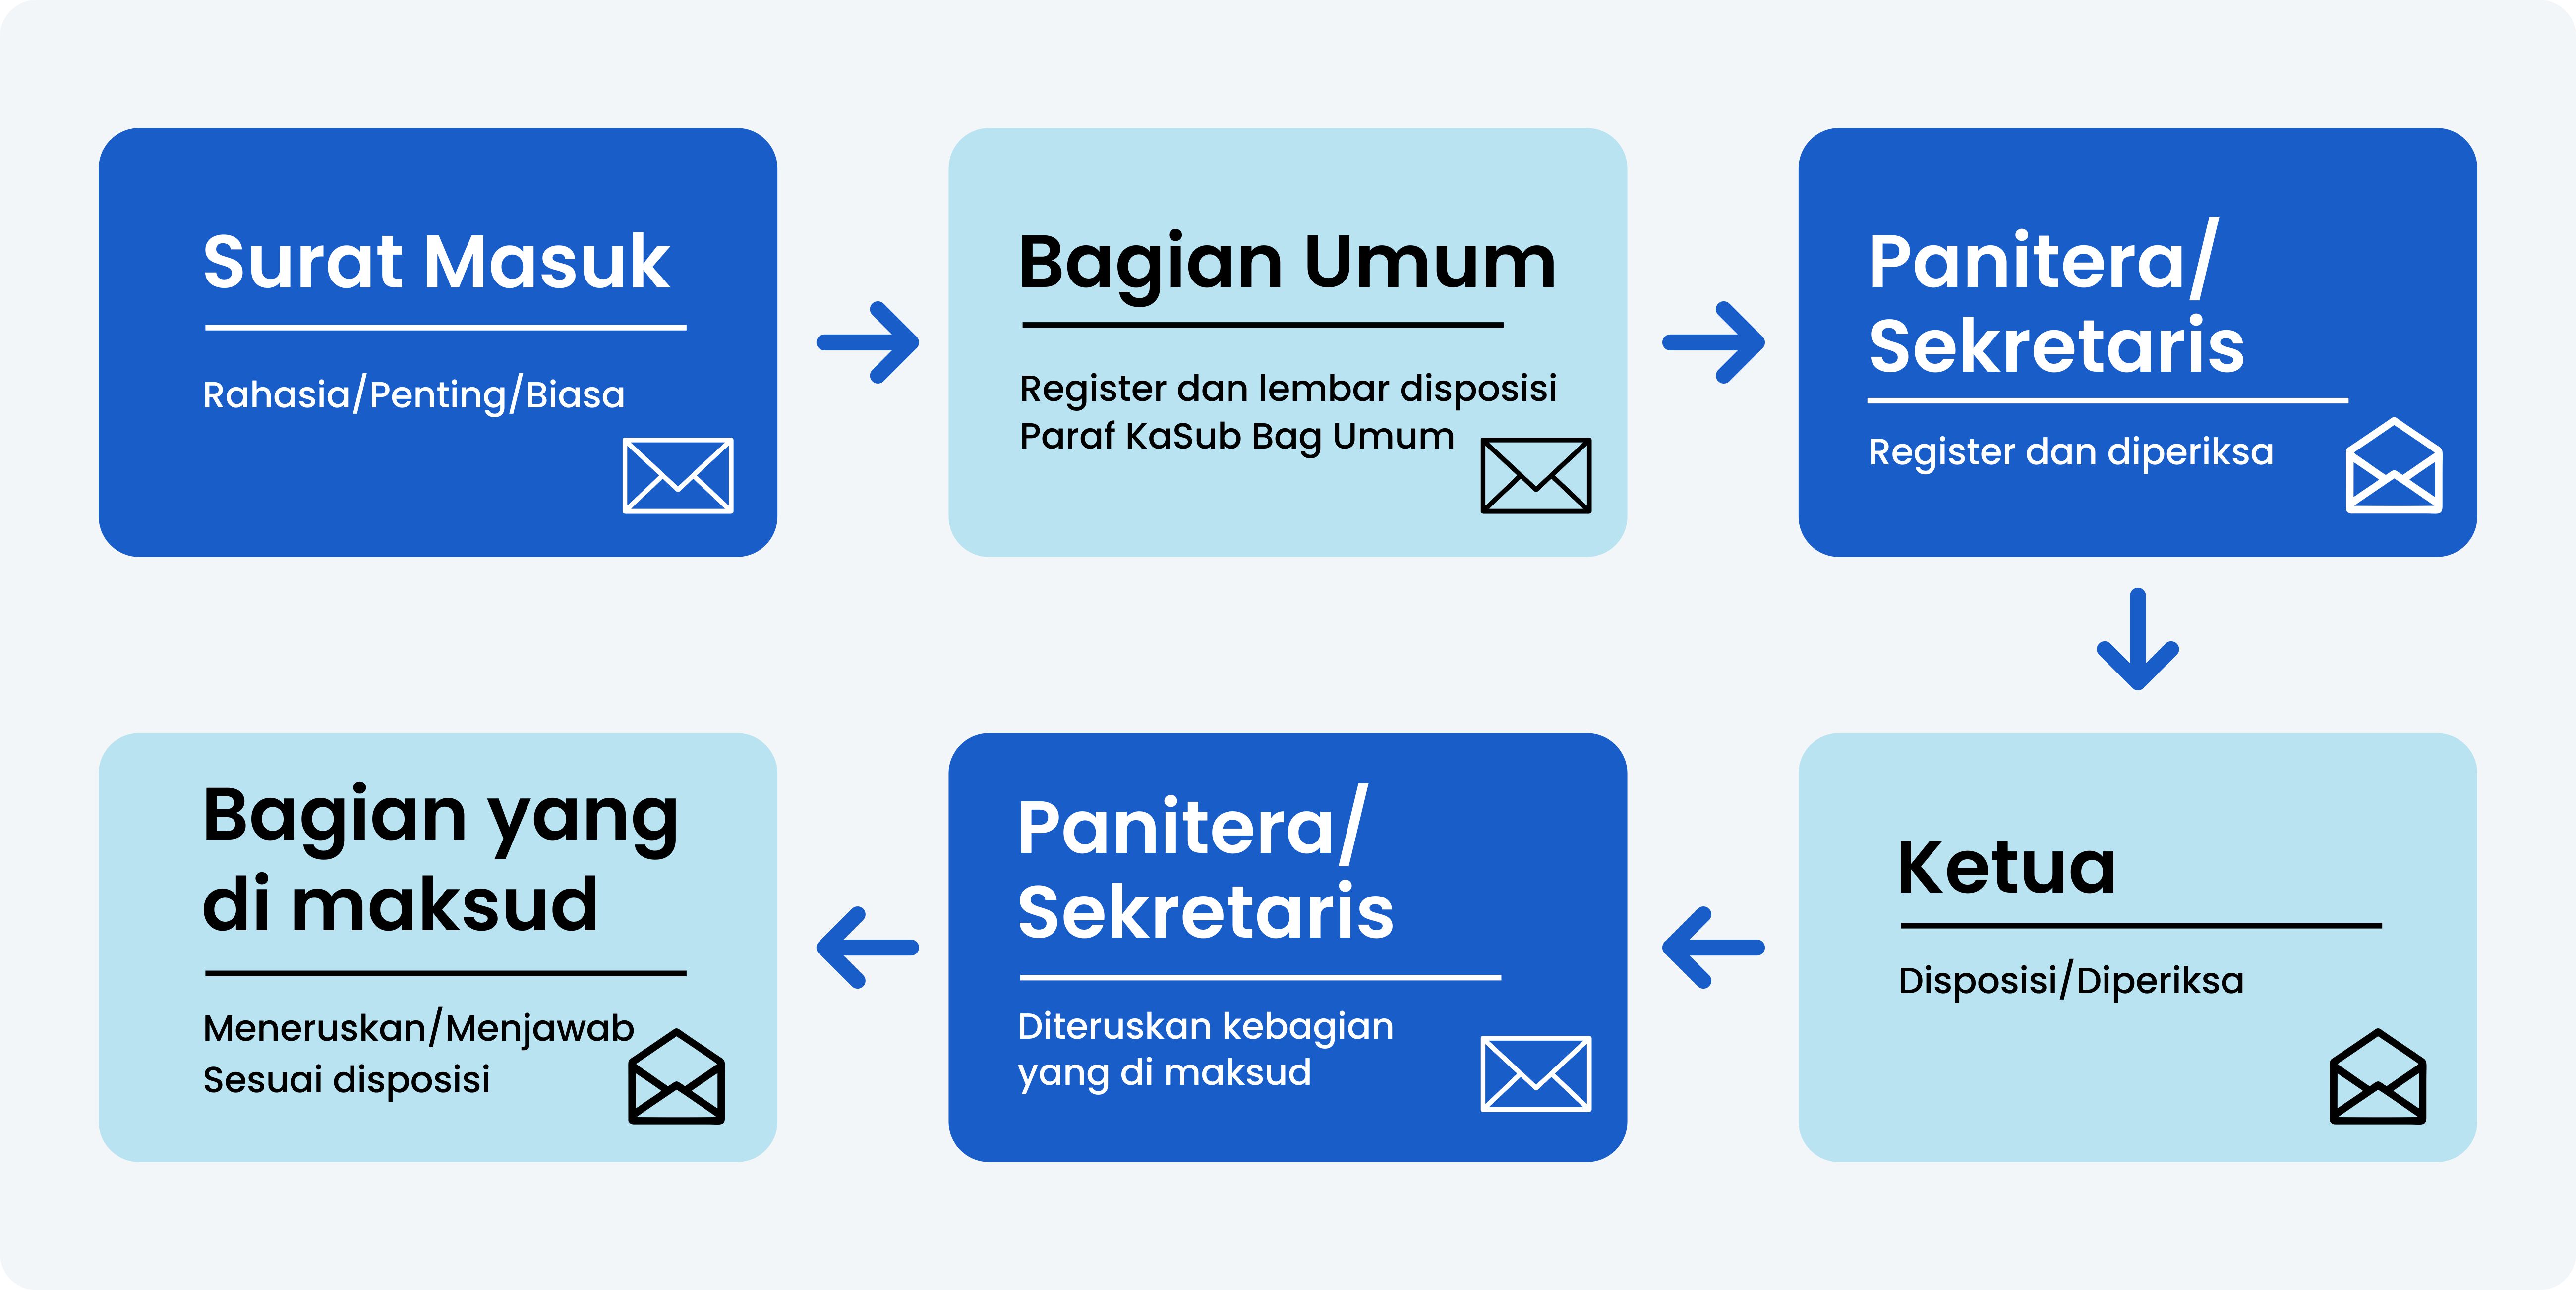 Surat Masuk
Rahasia/Penting/Biasa
Bagian Umum
Register dan lembar disposisi
Paraf KaSub Bag Umum
Panitera/
Sekretaris
Register dan diperiksa
Ketua
Disposisi/Diperiksa
Panitera/
Sekretaris
Diteruskan kebagian
yang di maksud
Bagian yang
di maksud
Meneruskan/Menjawab
Sesuai disposisi